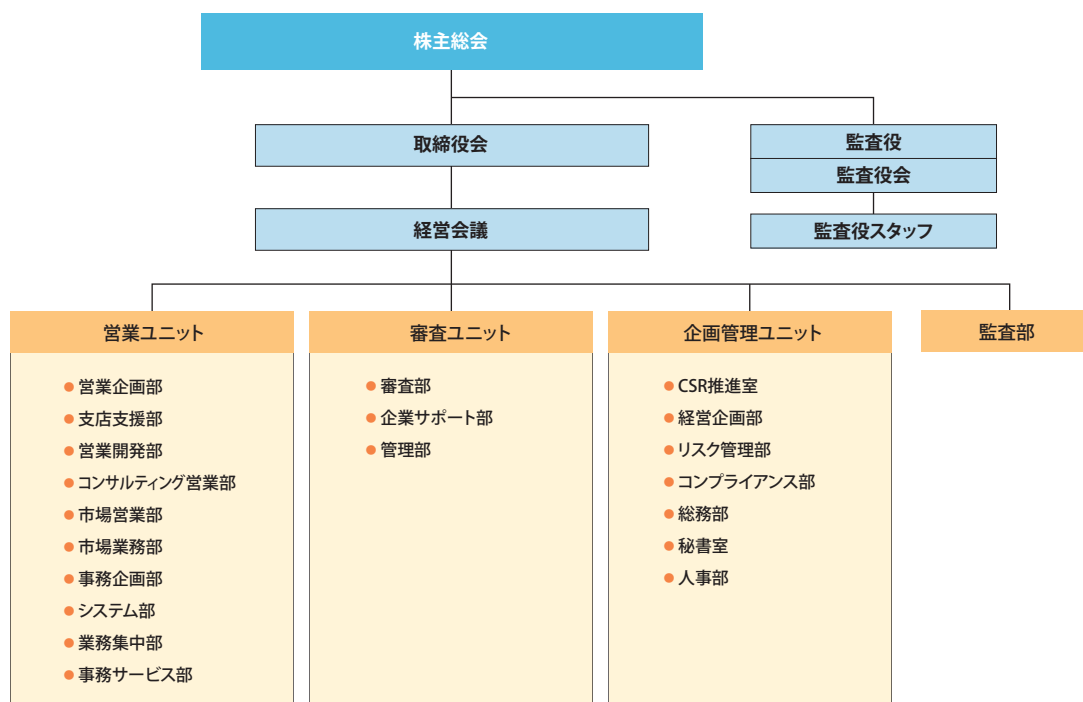 株主総会
取締役会
監査役
監査役会
経営会議
監査役スタッフ
営業ユニット
営業企画部
支店支援部
営業開発部
コンサルティング営業部
市場営業部
市場業務部
事務企画部
システム部
業務集中部
事務サービス部
審査ユニット
審査部
企業サポート部
管理部
企画管理ユニット
CSR推進室
経営企画部
リスク管理部
コンプライアンス部
総務部
秘書室
人事部
監査部